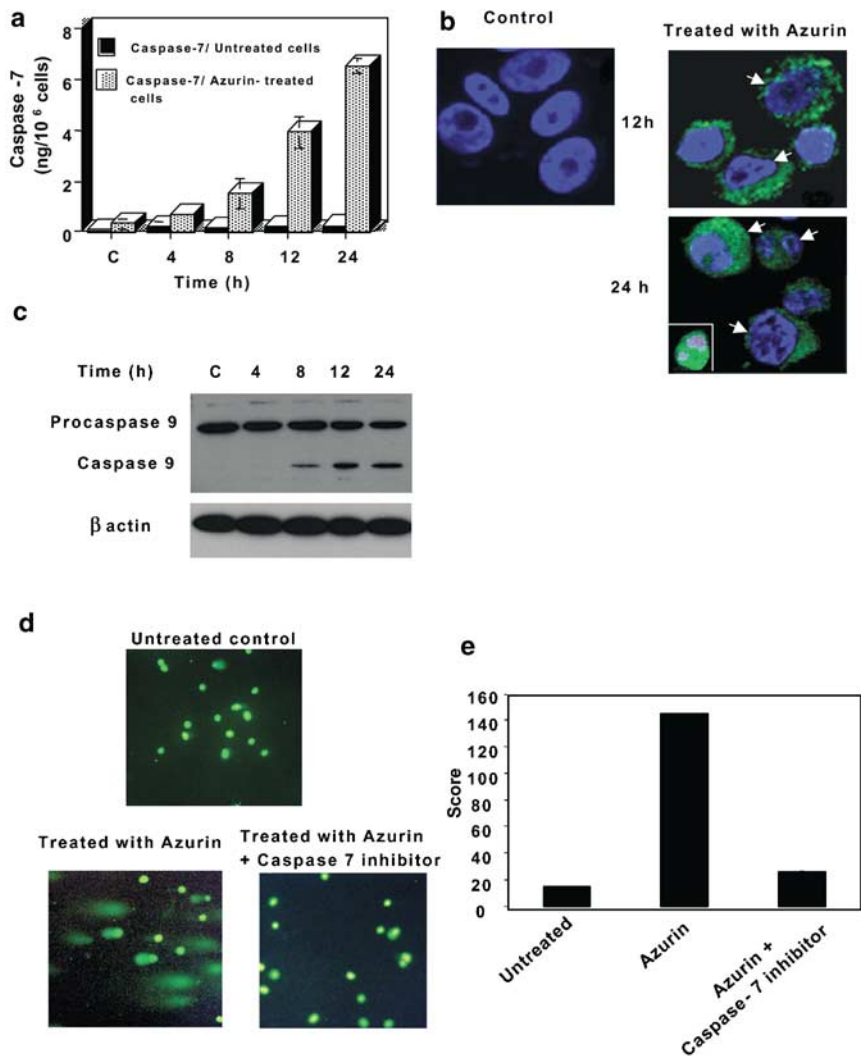 a
8
6
4
2
0
Caspase -7
(ng/10 6 cells)
Caspase-7/ Untreated cells
Caspase-7/ Azurin- treated
cells
C 4 8 12 24
Time (h)
b
Control
Treated with Azurin
12h
24 h
c
Time (h) C 4 8 12 24
Procaspase 9
Caspase 9
β actin
d
Untreated control
Treated with Azurin
Treated with Azurin
+ Caspase 7 inhibitor
e
160
140
120
100
80
60
40
20
0
Score
Untreated
Azurin
Azurin +
Caspase- 7 inhibitor